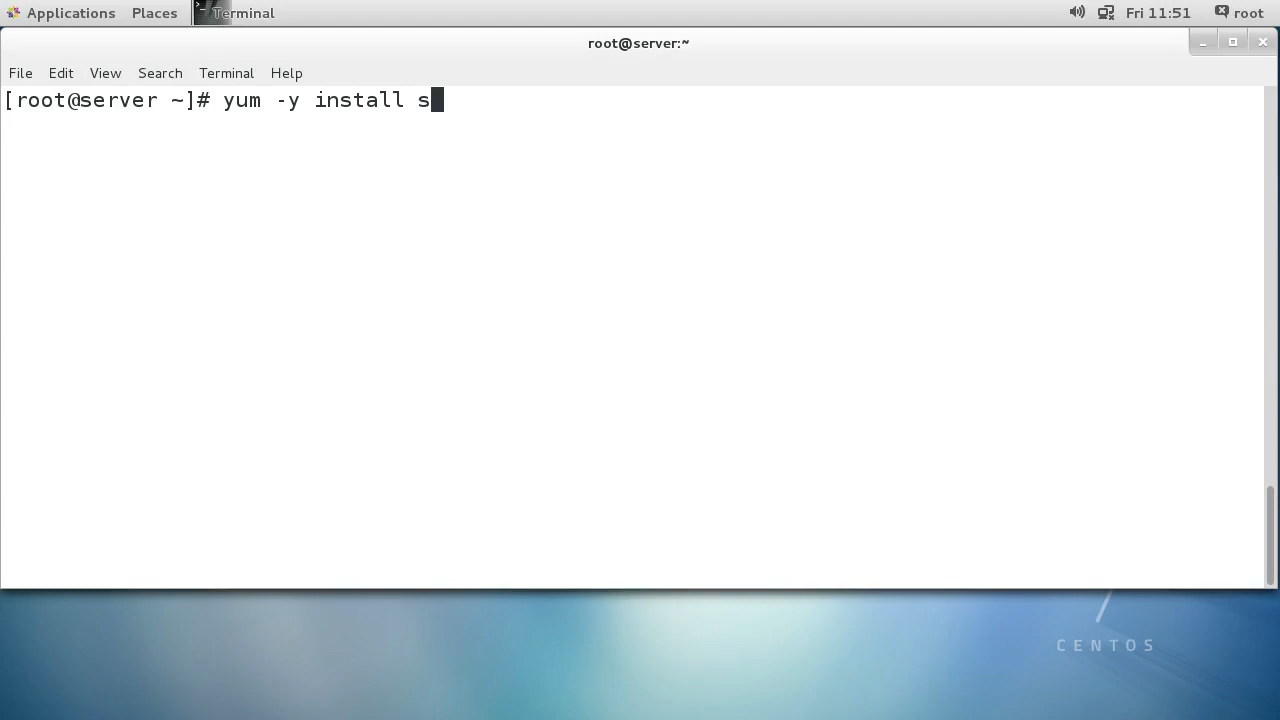 Applications Places Terminal Fri 11:51 root
root@server:~
File Edit View Search Terminal Help
[root@server ~]# yum -y install s
7
CENTOS